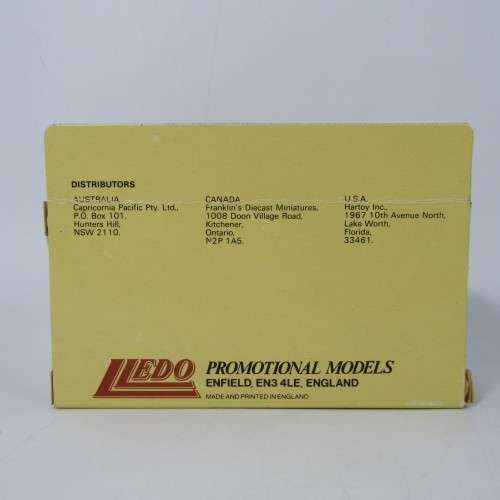 DISTRIBUTORS
AUSTRALIA
Capricornia Pacific Pty. Ltd.,
P.O. Box 101,
Hunters Hill,
NSW 2110.
CANADA
Franklin's Diecast Miniatures,
1008 Doon Village Road,
Kitchener,
Ontario,
N2P 1A5.
U.S.A.
Hartoy Inc.,
1967 10th Avenue North,
Lake Worth,
Florida,
33461.
LLEDO
PROMOTIONAL MODELS
ENFIELD, EN3 4LE, ENGLAND
MADE AND PRINTED IN ENGLAND